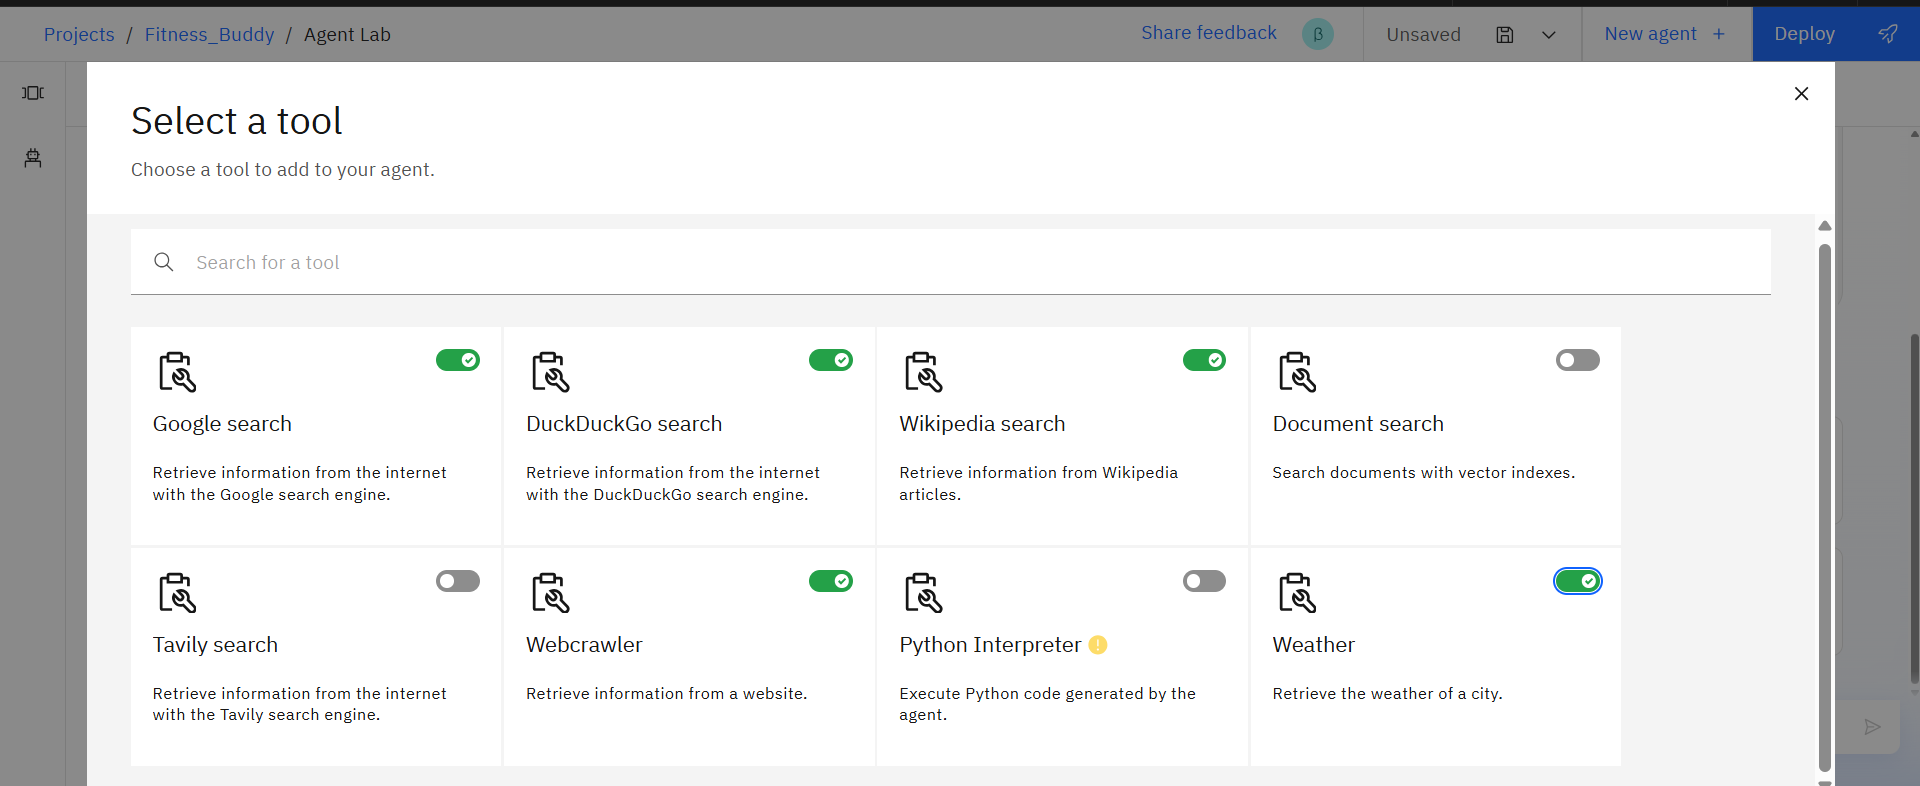 Projects / Fitness_Buddy / Agent Lab
Share feedback β
Unsaved
New agent +
Deploy
Select a tool
Choose a tool to add to your agent.
Search for a tool
Google search
Retrieve information from the internet
with the Google search engine.
DuckDuckGo search
Retrieve information from the internet
with the DuckDuckGo search engine.
Wikipedia search
Retrieve information from Wikipedia
articles.
Document search
Search documents with vector indexes.
Tavily search
Retrieve information from the internet
with the Tavily search engine.
Webcrawler
Retrieve information from a website.
Python Interpreter
Execute Python code generated by the
agent.
Weather
Retrieve the weather of a city.